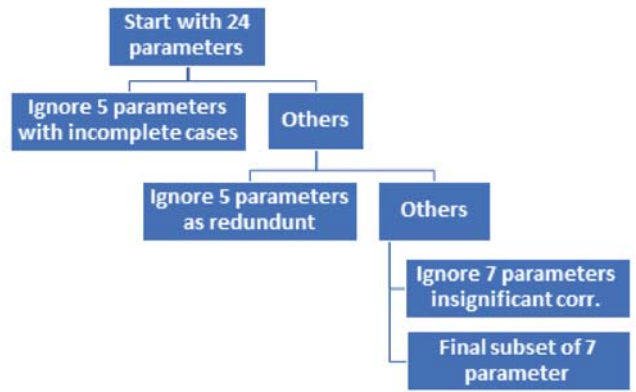 Start with 24
parameters
Ignore 5 parameters
with incomplete cases
Others
Ignore 5 parameters
as redundunt
Others
Ignore 7 parameters
insignificant corr.
Final subset of 7
parameter